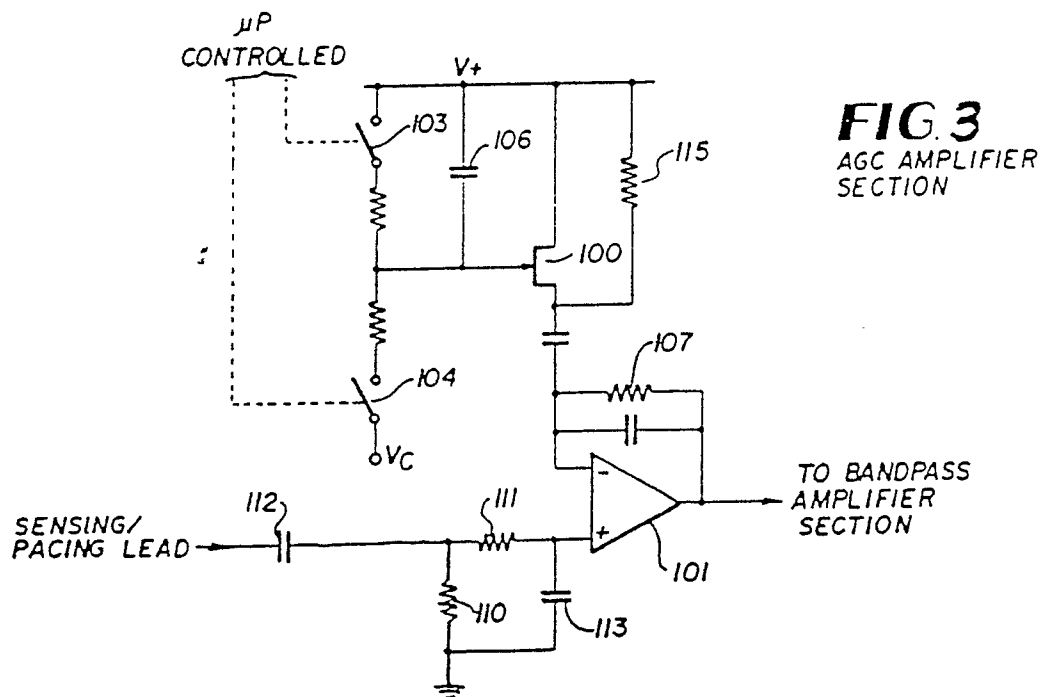 μP
CONTROLLED
V+
103
106
115
FIG. 3
AGC AMPLIFIER
SECTION
100
107
104
VC
-
+
101
TO BANDPASS
AMPLIFIER
SECTION
112
111
SENSING/
PACING LEAD
110
113